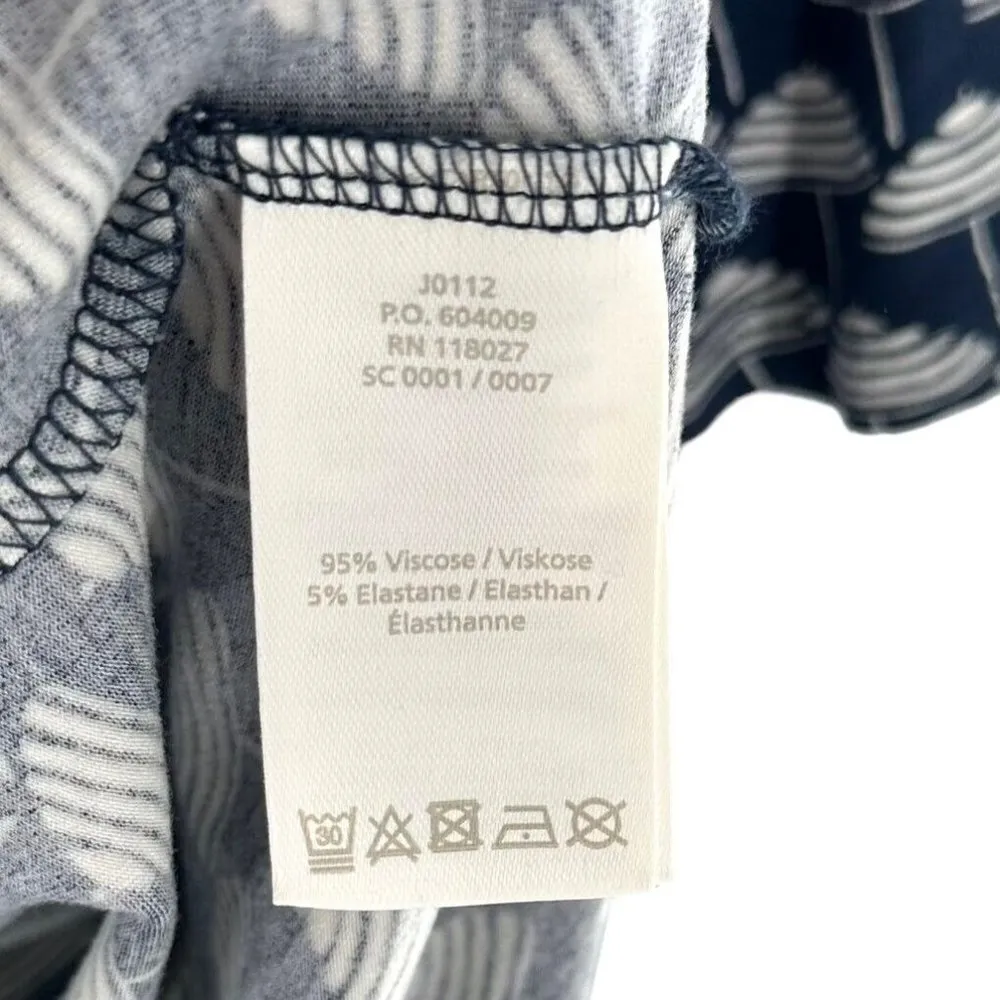 J0112
P.O. 604009
RN 118027
SC 0001 / 0007
95% Viscose / Viskose
5% Elastane / Elasthan /
Élasthanne
30